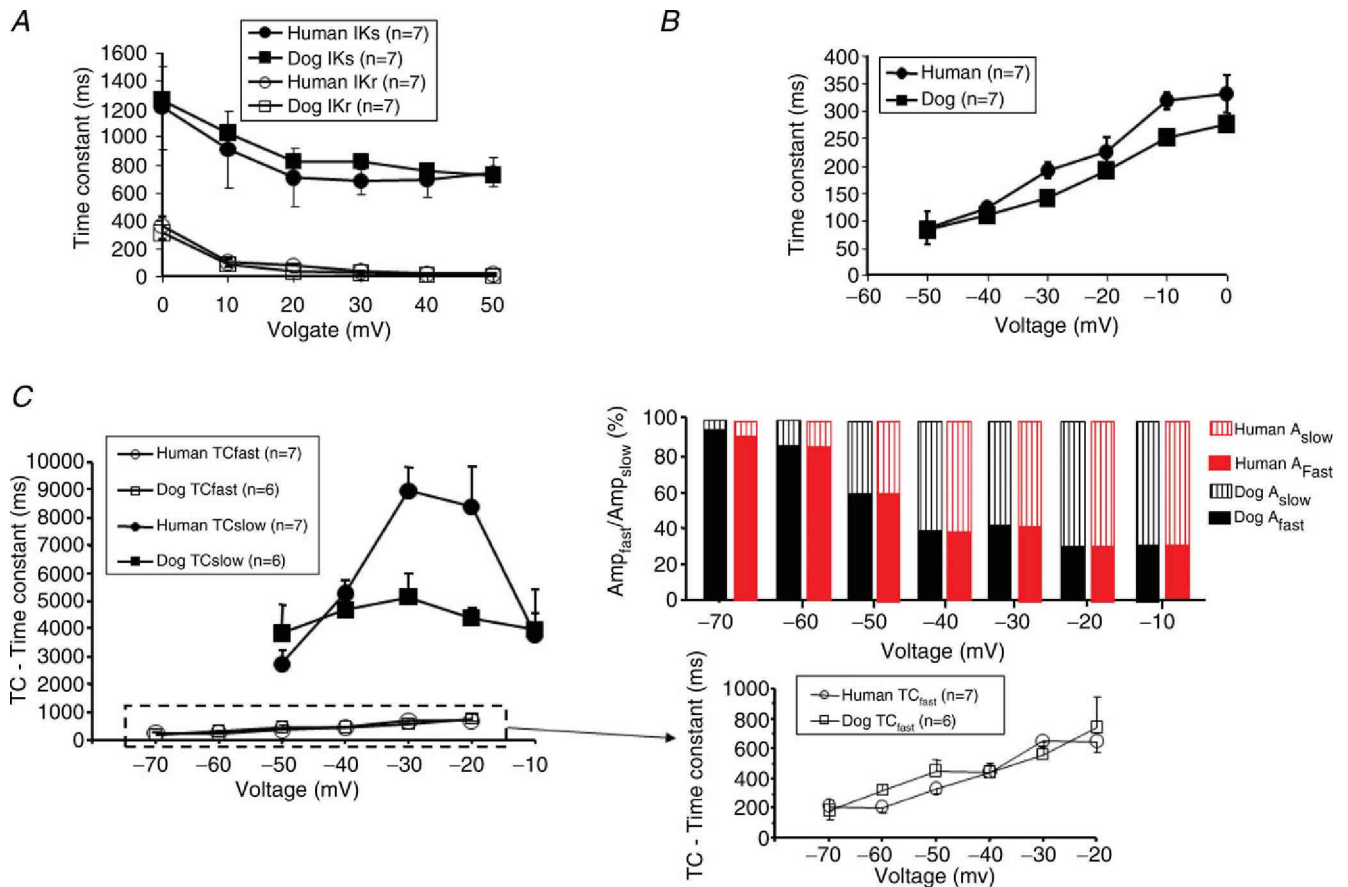 A
Human IKs (n=7)
Dog IKs (n=7)
Human IKr (n=7)
Dog IKr (n=7)
Time constant (ms)
1600
1400
1200
1000
800
600
400
200
0
0 10 20 30 40 50
Volgate (mV)
B
Human (n=7)
Dog (n=7)
Time constant (ms)
400
350
300
250
200
150
100
50
0
−60 −50 −40 −30 −20 −10 0
Voltage (mV)
C
Human TCfast (n=7)
Dog TCfast (n=6)
Human TCslow (n=7)
Dog TCslow (n=6)
TC - Time constant (ms)
10000
9000
8000
7000
6000
5000
4000
3000
2000
1000
0
−70 −60 −50 −40 −30 −20 −10
Voltage (mV)
Ampfast/Ampslow (%)
100
80
60
40
20
0
−70 −60 −50 −40 −30 −20 −10
Voltage (mV)
Human Aslow
Human AFast
Dog Aslow
Dog Afast
Human TCfast (n=7)
Dog TCfast (n=6)
TC - Time constant (ms)
1000
800
600
400
200
0
−70 −60 −50 −40 −30 −20
Voltage (mv)